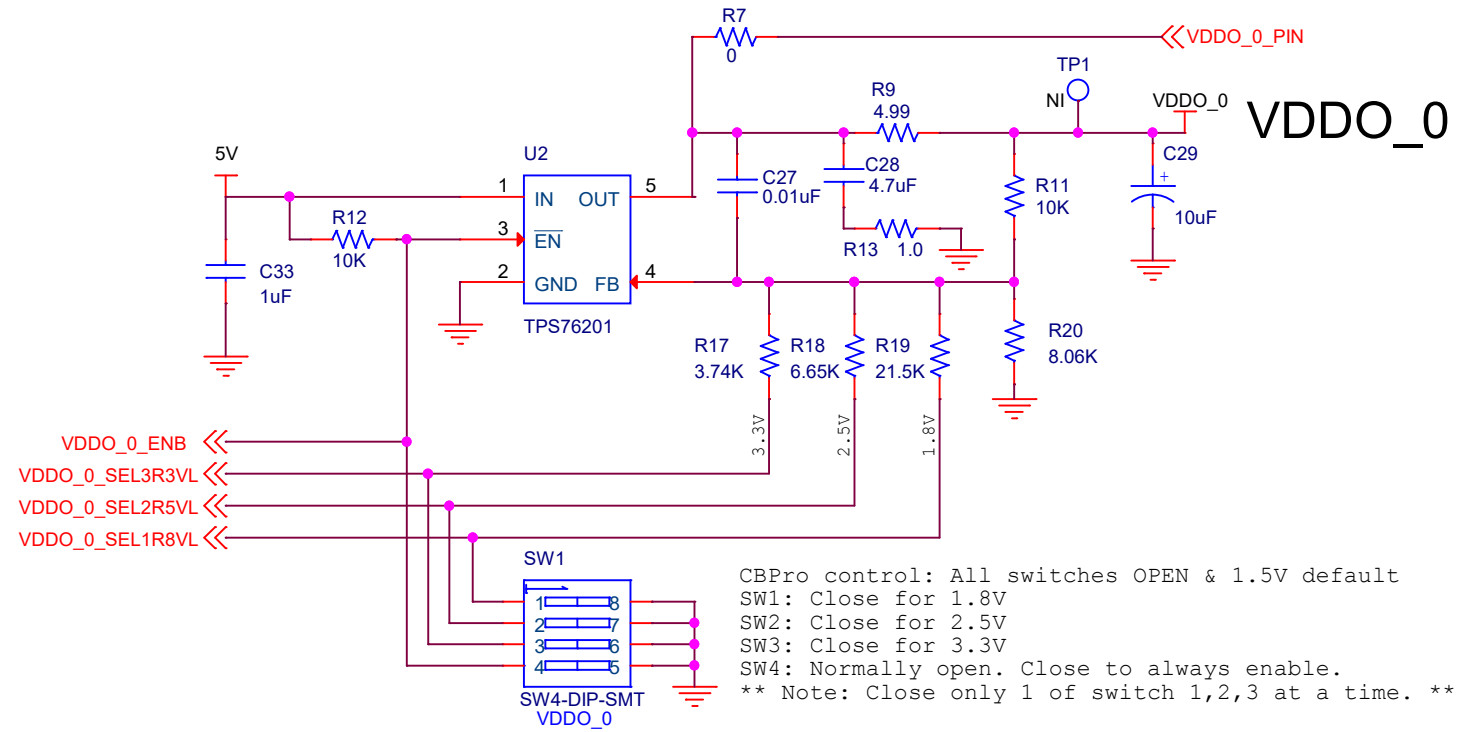 R7
0
VDDO_0_PIN
TP1
NI
VDDO_0
VDDO_0
R9
4.99
5V
U2
C27
0.01uF
C28
4.7uF
C29
+
10uF
R11
10K
1
IN
OUT
5
R12
10K
3
EN
R13
1.0
C33
1uF
2
GND
FB
4
TPS76201
R17
3.74K
R18
6.65K
R19
21.5K
R20
8.06K
3.3V
2.5V
1.8V
VDDO_0_ENB
VDDO_0_SEL3R3VL
VDDO_0_SEL2R5VL
VDDO_0_SEL1R8VL
SW1
1
8
2
7
3
6
4
5
SW4-DIP-SMT
VDDO_0
CBPro control: All switches OPEN & 1.5V default
SW1: Close for 1.8V
SW2: Close for 2.5V
SW3: Close for 3.3V
SW4: Normally open. Close to always enable.
** Note: Close only 1 of switch 1,2,3 at a time. **